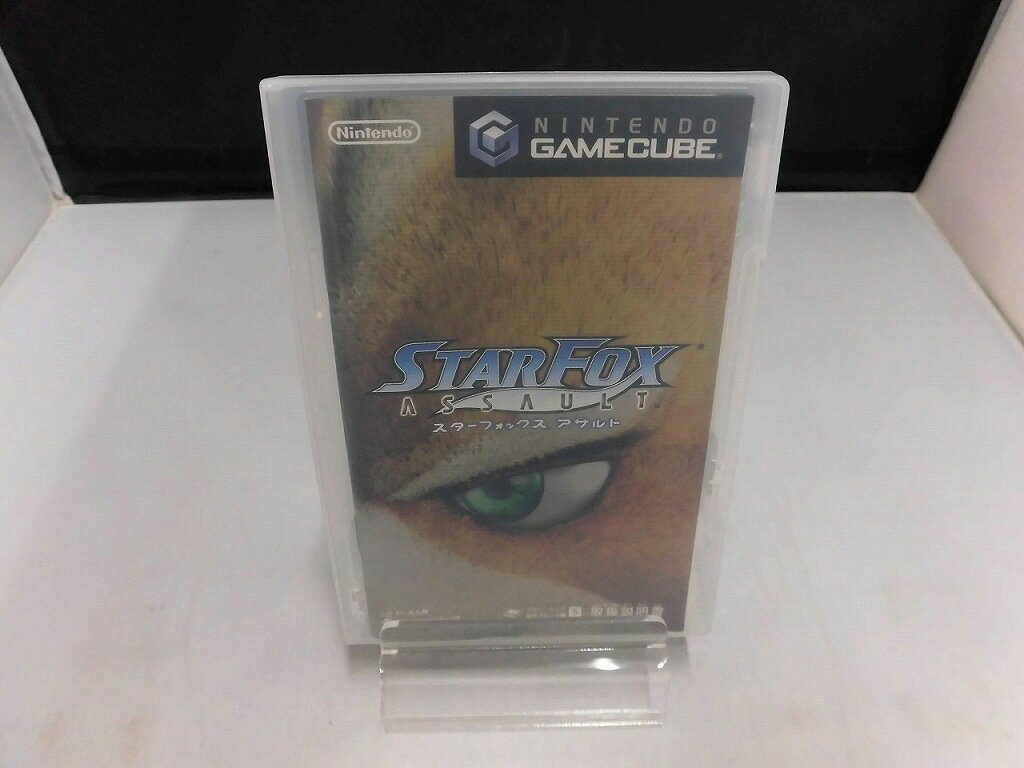 Nintendo
NINTENDO
GAMECUBE
STARFOX
ASSAULT
スターフォックス アサルト
取扱説明書